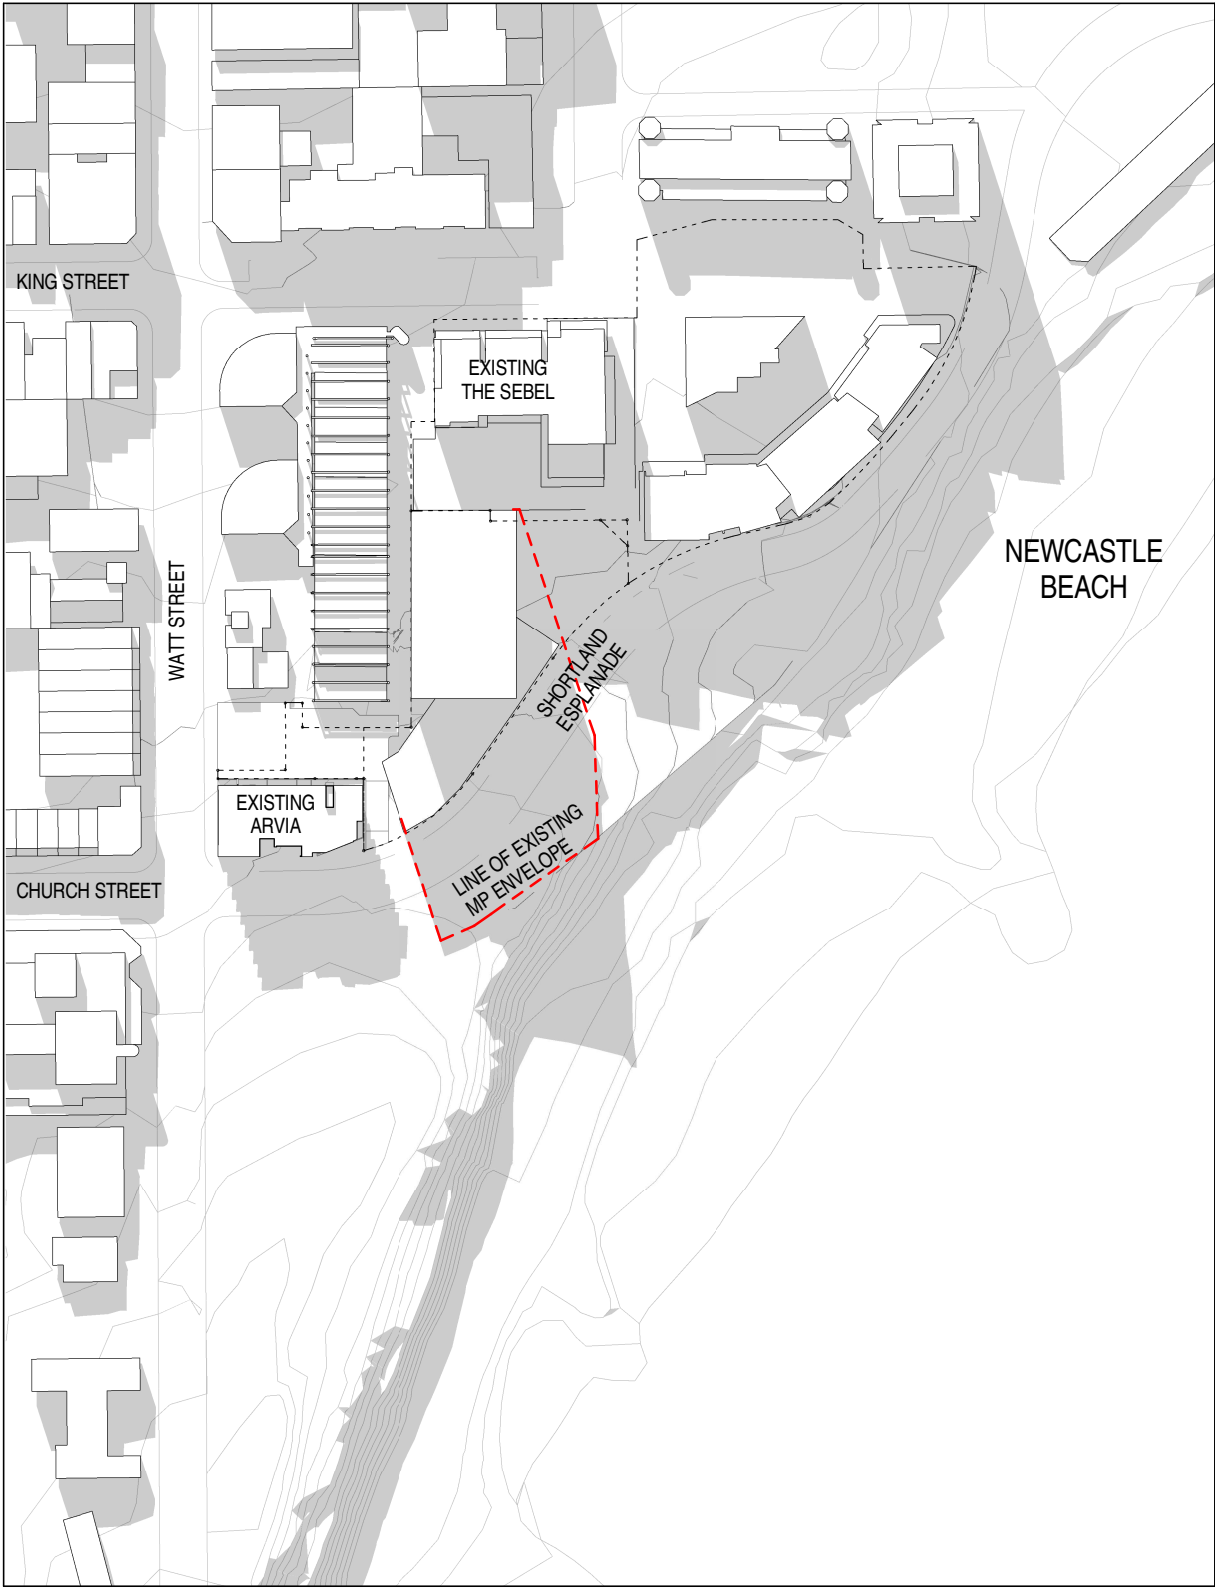 KING STREET
EXISTING
THE SEBEL
NEWCASTLE
BEACH
WATT STREET
SHORTLAND
ESPLANADE
EXISTING
ARVIA
LINE OF EXISTING
MP ENVELOPE
CHURCH STREET